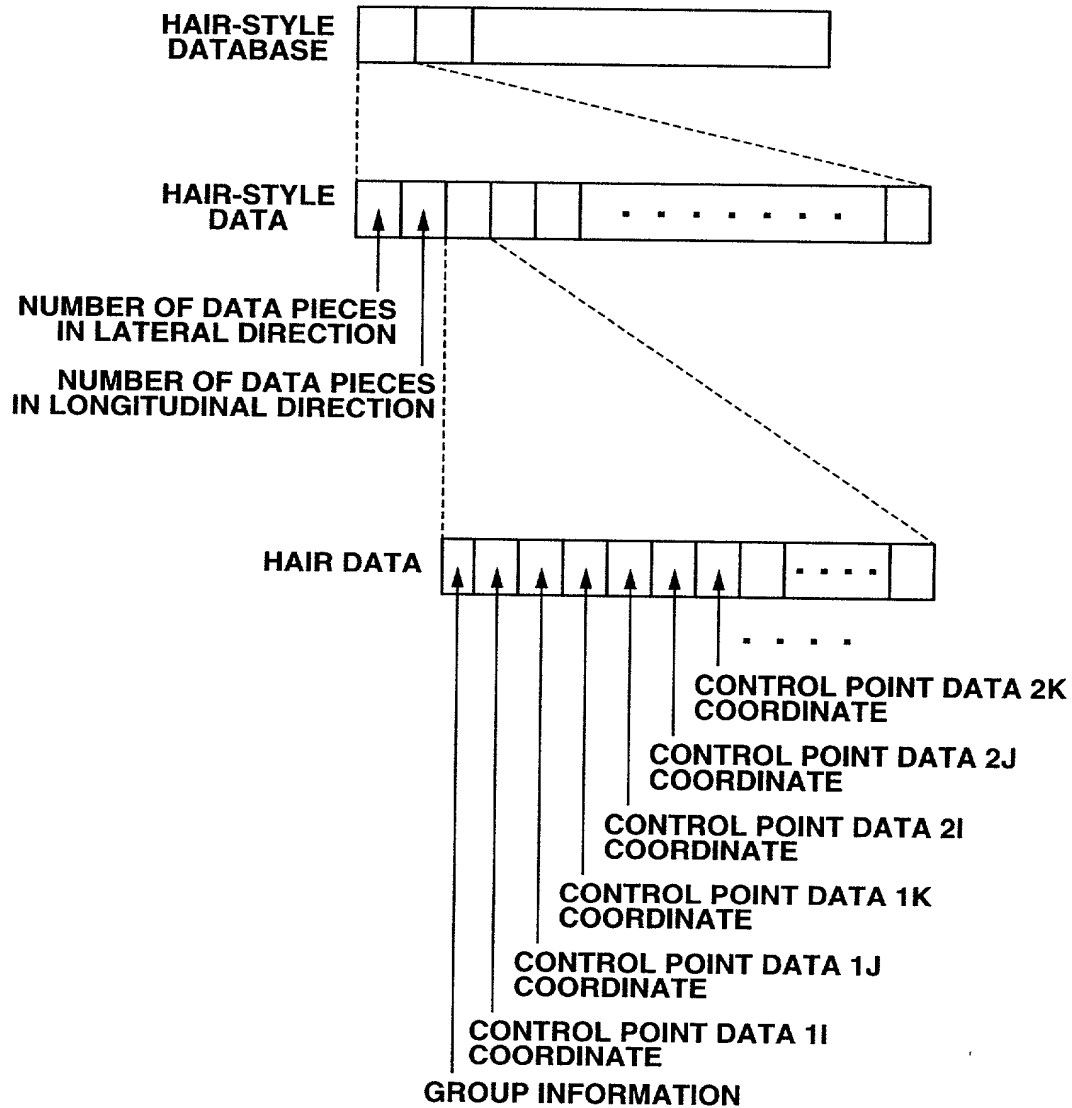 HAIR-STYLE
DATABASE
HAIR-STYLE
DATA
NUMBER OF DATA PIECES
IN LATERAL DIRECTION
NUMBER OF DATA PIECES
IN LONGITUDINAL DIRECTION
HAIR DATA
CONTROL POINT DATA 2K
COORDINATE
CONTROL POINT DATA 2J
COORDINATE
CONTROL POINT DATA 2I
COORDINATE
CONTROL POINT DATA 1K
COORDINATE
CONTROL POINT DATA 1J
COORDINATE
CONTROL POINT DATA 1I
COORDINATE
GROUP INFORMATION